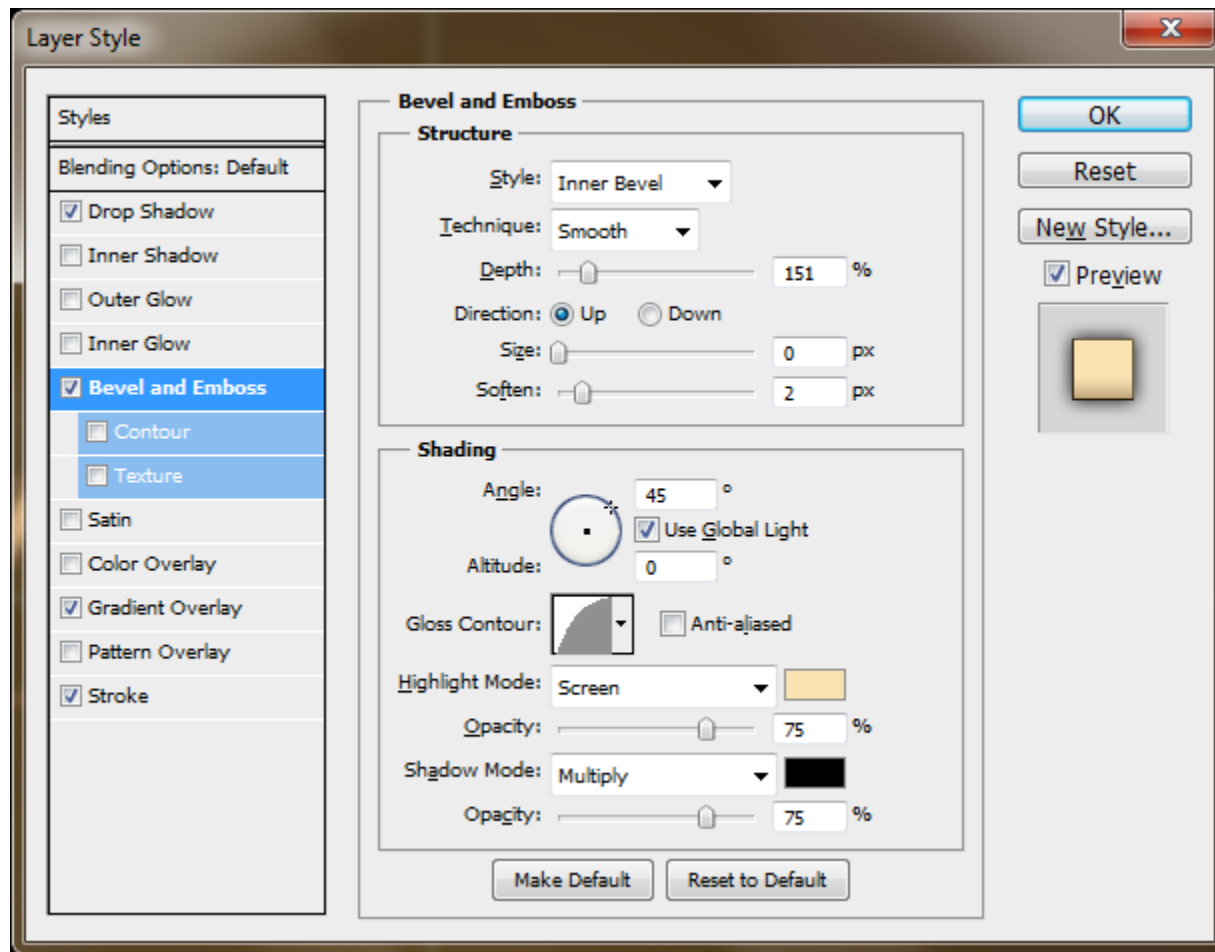 Layer Style
Styles
Blending Options: Default
Drop Shadow
Inner Shadow
Outer Glow
Inner Glow
Bevel and Emboss
Contour
Texture
Satin
Color Overlay
Gradient Overlay
Pattern Overlay
Stroke
Bevel and Emboss
Structure
Style: Inner Bevel
Technique: Smooth
Depth: 151 %
Direction: Up Down
Size: 0 px
Soften: 2 px
Shading
Angle: 45 °
Use Global Light
Altitude: 0 °
Gloss Contour: Anti-aliased
Highlight Mode: Screen
Opacity: 75 %
Shadow Mode: Multiply
Opacity: 75 %
Make Default Reset to Default
OK
Reset
New Style...
Preview